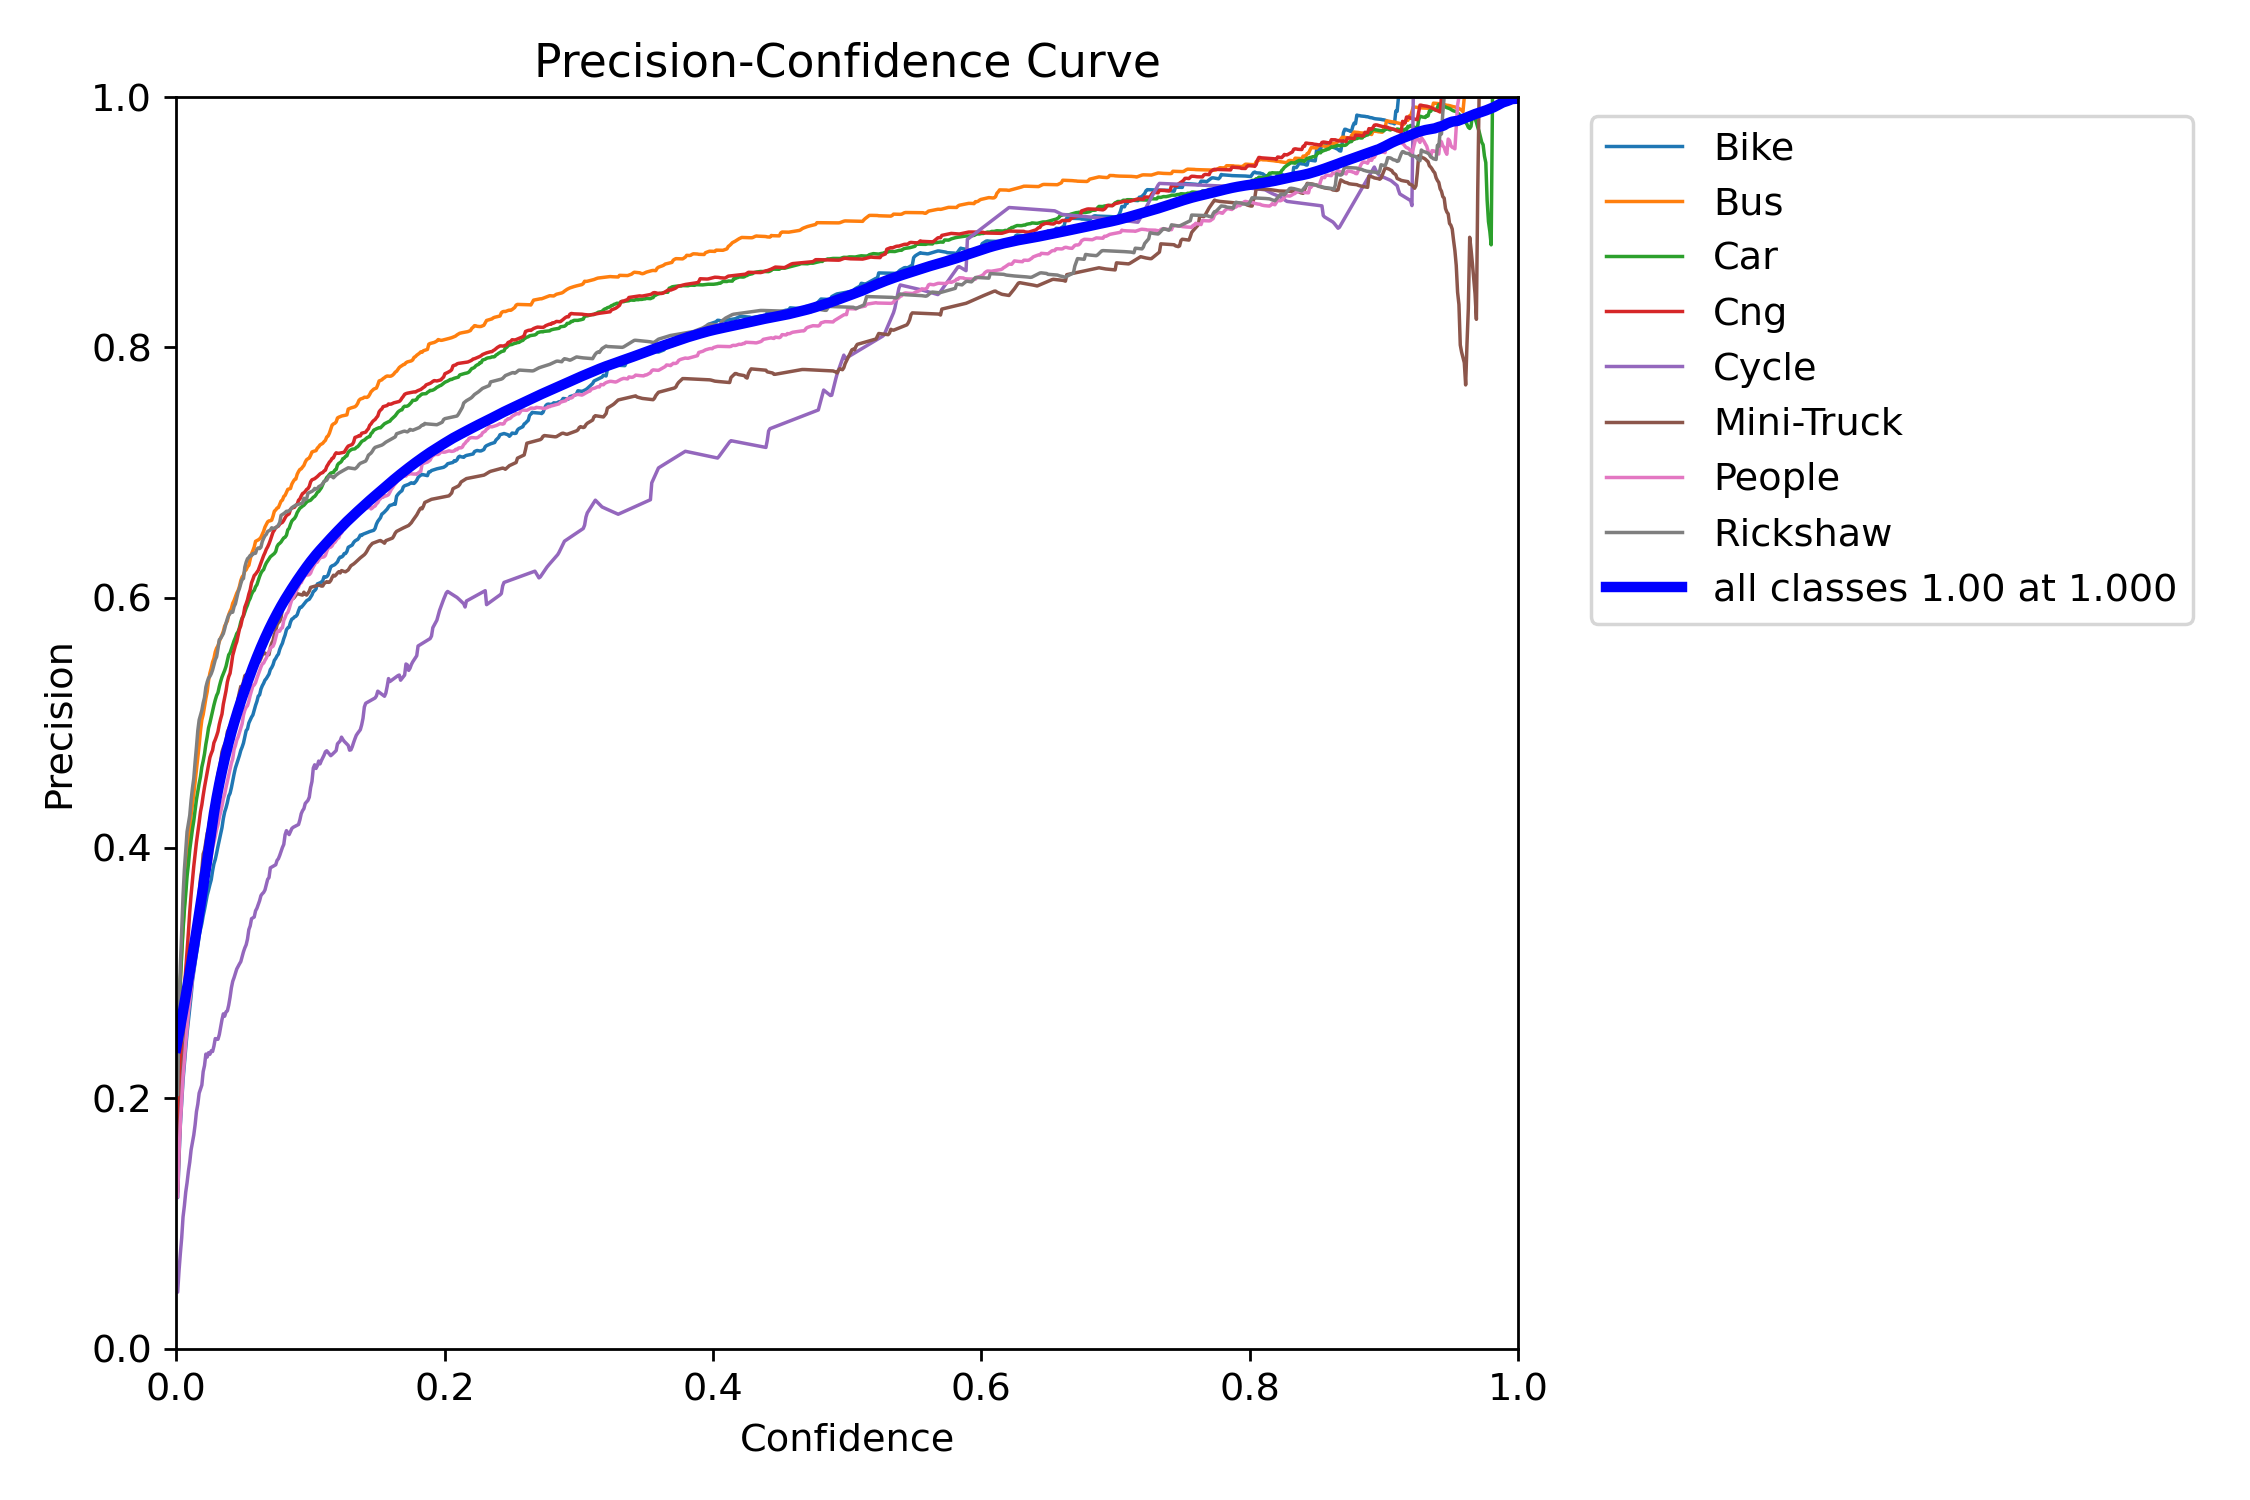 Precision-Confidence Curve
1.0
0.8
0.6
0.4
0.2
0.0
Precision
0.0 0.2 0.4 0.6 0.8 1.0
Confidence
Bike
Bus
Car
Cng
Cycle
Mini-Truck
People
Rickshaw
all classes 1.00 at 1.000